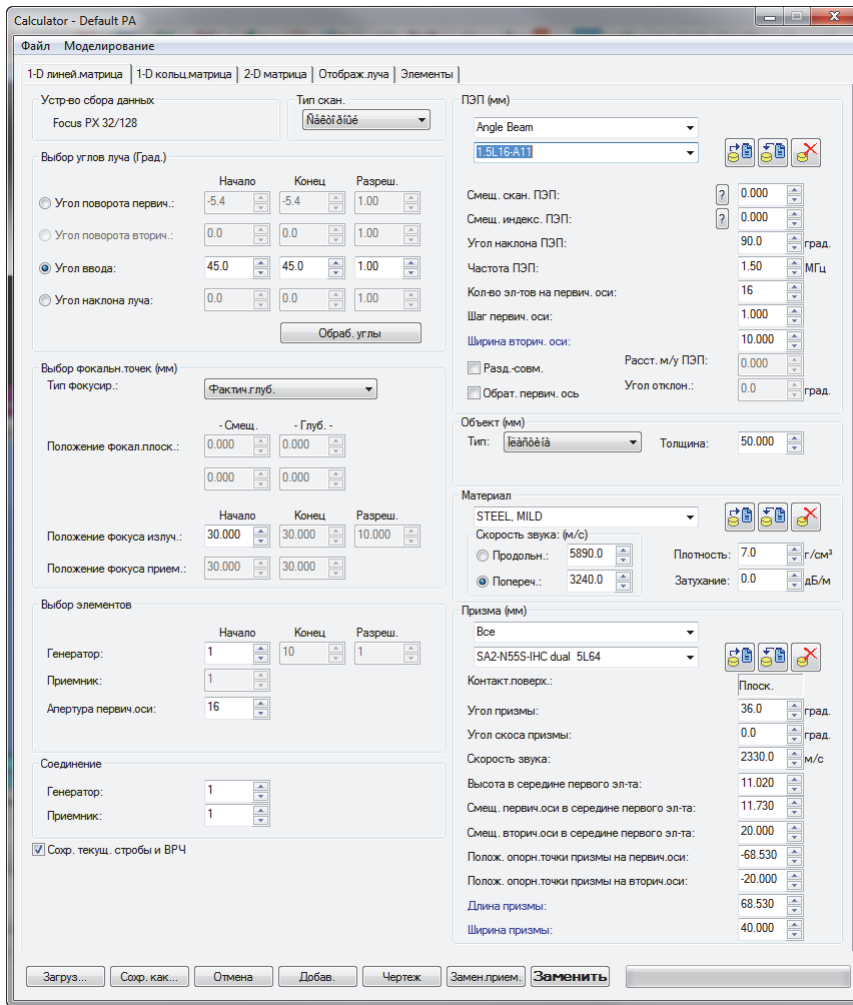 Calculator - Default PA
Файл Моделирование
1-D линей.матрица 1-D кольц.матрица 2-D матрица Отображ.луча Элементы
Устр-во сбора данных
Focus PX 32/128
Тип скан.
Ñåêòîðíûé
Выбор углов луча (Град.)
Начало Конец Разреш.
Угол поворота первич.: -5.4 -5.4 1.00
Угол поворота вторич.: 0.0 0.0 1.00
Угол ввода: 45.0 45.0 1.00
Угол наклона луча: 0.0 0.0 1.00
Обраб. углы
Выбор фокальн.точек (мм)
Тип фокусир.: Фактич.глуб.
- Смещ. - Глуб. -
Положение фокал.плоск.: 0.000 0.000
0.000 0.000
Начало Конец Разреш.
Положение фокуса излуч.: 30.000 30.000 10.000
Положение фокуса прием.: 30.000 30.000
Выбор элементов
Начало Конец Разреш.
Генератор: 1 10 1
Приемник: 1
Апертура первич.оси: 16
Соединение
Генератор: 1
Приемник: 1
Сохр. текущ. стробы и ВРЧ
ПЭП (мм)
Angle Beam
1.5L16-A11
Смещ. скан. ПЭП: ? 0.000
Смещ. индекс. ПЭП: ? 0.000
Угол наклона ПЭП: 90.0 град.
Частота ПЭП: 1.50 МГц
Кол-во эл-тов на первич. оси: 16
Шаг первич. оси: 1.000
Ширина вторич. оси: 10.000
Разд.-совм. Расст. м/у ПЭП: 0.000
Обрат. первич. ось Угол отклон.: 0.0 град.
Объект (мм)
Тип: Ïëàñòèíà Толщина: 50.000
Материал
STEEL, MILD
Скорость звука: (м/с)
Продольн.: 5890.0 Плотность: 7.0 г/см³
Попереч.: 3240.0 Затухание: 0.0 дБ/м
Призма (мм)
Все
SA2-N55S-IHC dual 5L64
Контакт.поверх.: Плоск.
Угол призмы: 36.0 град.
Угол скоса призмы: 0.0 град.
Скорость звука: 2330.0 м/с
Высота в середине первого эл-та: 11.020
Смещ. первич.оси в середине первого эл-та: 11.730
Смещ. вторич.оси в середине первого эл-та: 20.000
Полож. опорн.точки призмы на первич.оси: -68.530
Полож. опорн.точки призмы на вторич.оси: -20.000
Длина призмы: 68.530
Ширина призмы: 40.000
Загруз... Сохр. как... Отмена Добав. Чертеж Замен.прием. Заменить